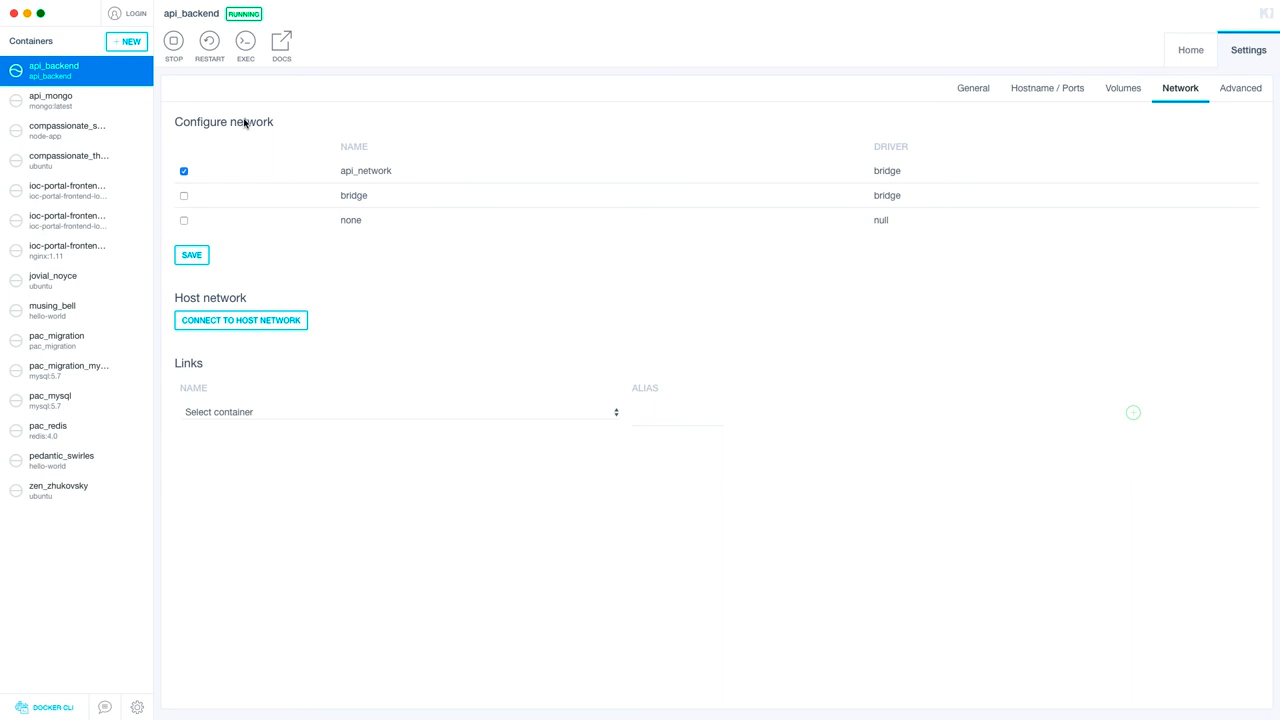 LOGIN
api_backend RUNNING
Containers
+ NEW
STOP RESTART EXEC DOCS
Home Settings
api_backend
api_backend
api_mongo
mongo:latest
compassionate_s...
node-app
compassionate_th...
ubuntu
ioc-portal-fronten...
ioc-portal-frontend-lo...
ioc-portal-fronten...
ioc-portal-frontend-lo...
ioc-portal-fronten...
nginx:1.11
jovial_noyce
ubuntu
musing_bell
hello-world
pac_migration
pac_migration
pac_migration_my...
mysql:5.7
pac_mysql
mysql:5.7
pac_redis
redis:4.0
pedantic_swirles
hello-world
zen_zhukovsky
ubuntu
DOCKER CLI
General Hostname / Ports Volumes Network Advanced
Configure network
NAME DRIVER
api_network bridge
bridge bridge
none null
SAVE
Host network
CONNECT TO HOST NETWORK
Links
NAME ALIAS
Select container